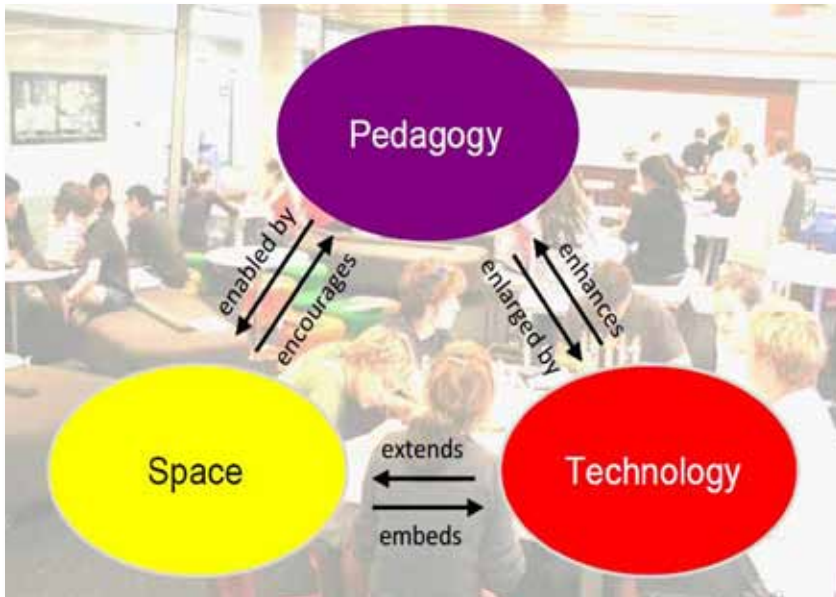 Pedagogy
enabled by
encourages
enlarged by
enhances
Space
extends
embeds
Technology